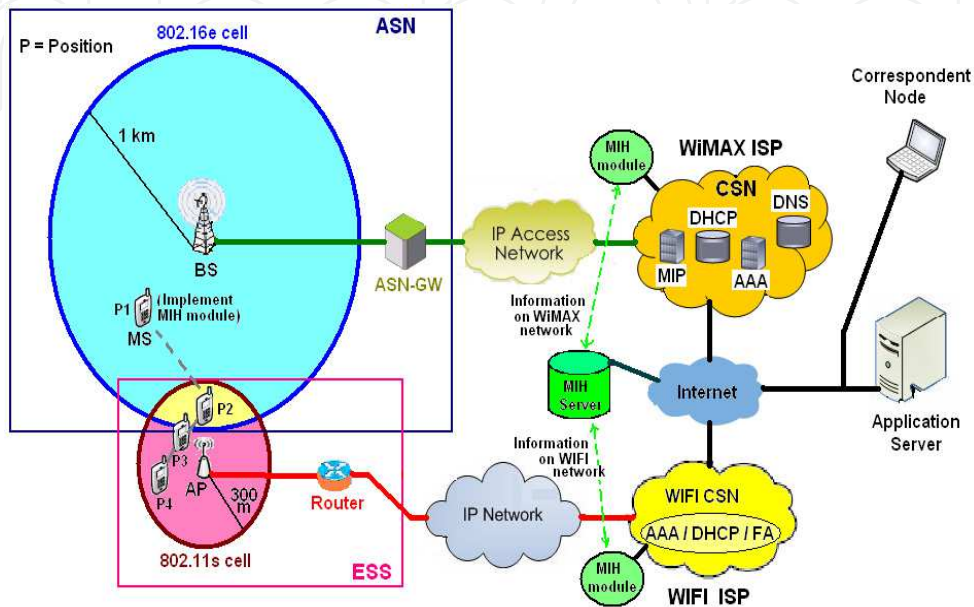 ASN
802.16e cell
P = Position
1 km
BS
P1
(Implement
MIH module)
MS
ASN-GW
IP Access
Network
MIH
module
WiMAX ISP
CSN
DHCP
DNS
MIP
AAA
Correspondent
Node
Information
on WiMAX
network
MIH
Server
Internet
Application
Server
P2
P3
P4
AP
300
m
Router
802.11s cell
ESS
IP Network
Information
on WIFI
network
WIFI CSN
AAA / DHCP / FA
MIH
module
WIFI ISP